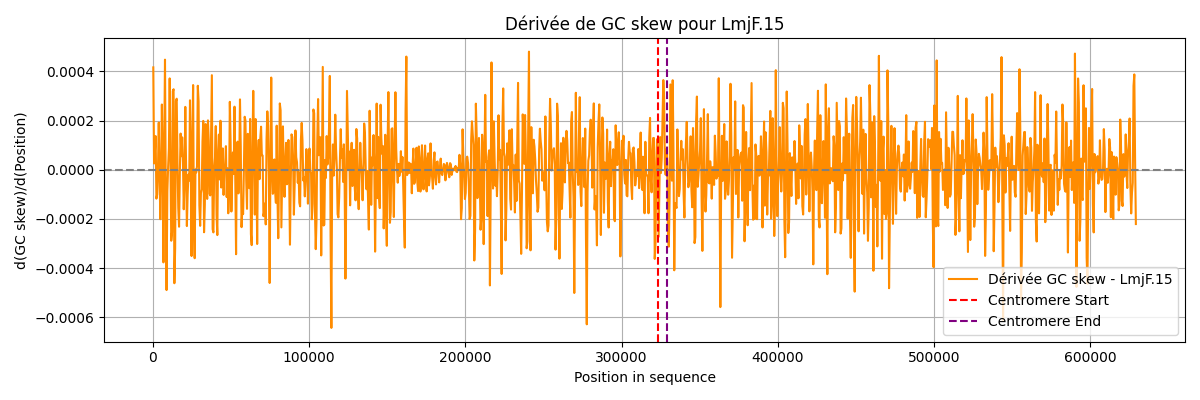 Dérivée de GC skew pour LmjF.15
d(GC skew)/d(Position)
0.0004
0.0002
0.0000
−0.0002
−0.0004
−0.0006
Dérivée GC skew - LmjF.15
Centromere Start
Centromere End
0
100000
200000
300000
400000
500000
600000
Position in sequence